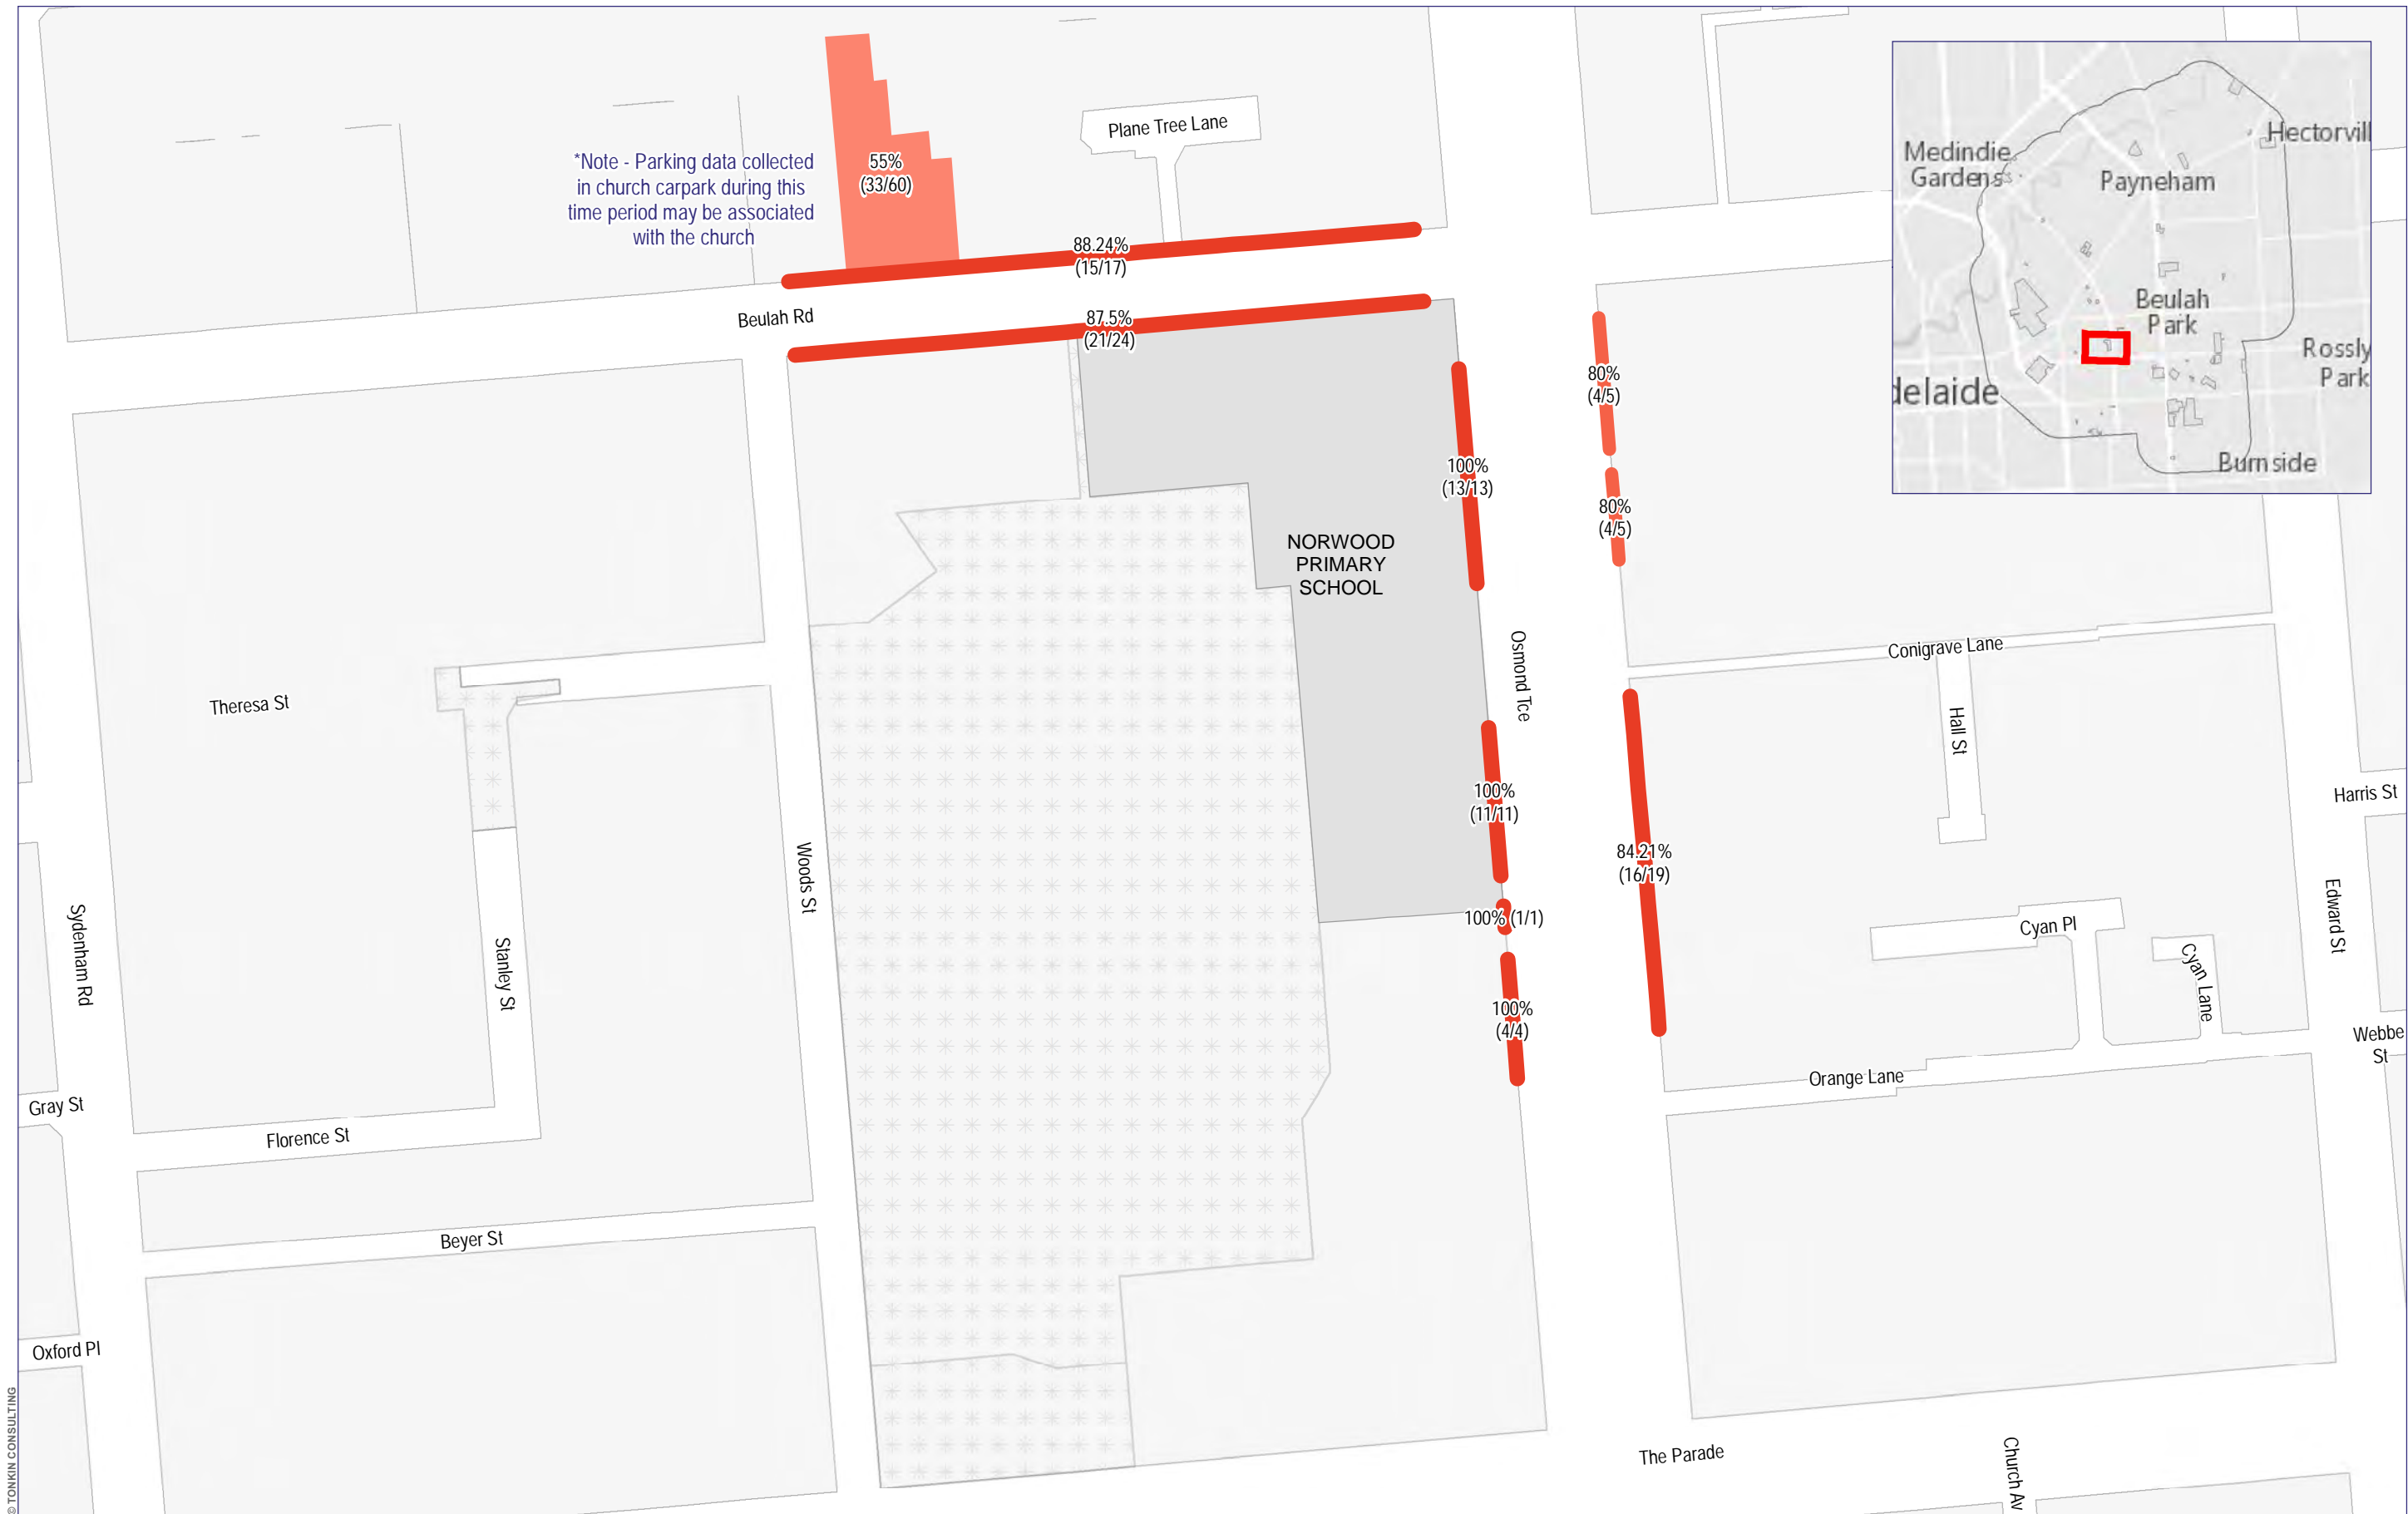 Plane Tree Lane
*Note - Parking data collected
in church carpark during this
time period may be associated
with the church
55%
(33/60)
88.24%
(15/17)
Beulah Rd
87.5%
(21/24)
Medindie
Gardens
Hectorvill
Payneham
Beulah
Park
Rossly
Park
delaide
Burnside
80%
(4/5)
100%
(13/13)
80%
(4/5)
NORWOOD
PRIMARY
SCHOOL
Osmond Tce
Conigrave Lane
Theresa St
Hall St
Harris St
100%
(11/11)
84.21%
(16/19)
Woods St
Sydenham Rd
Stanley St
100% (1/1)
Cyan Pl
Cyan Lane
Edward St
100%
(4/4)
Webbe
St
Orange Lane
Gray St
Florence St
Beyer St
Oxford Pl
The Parade
Church Av
© TONKIN CONSULTING